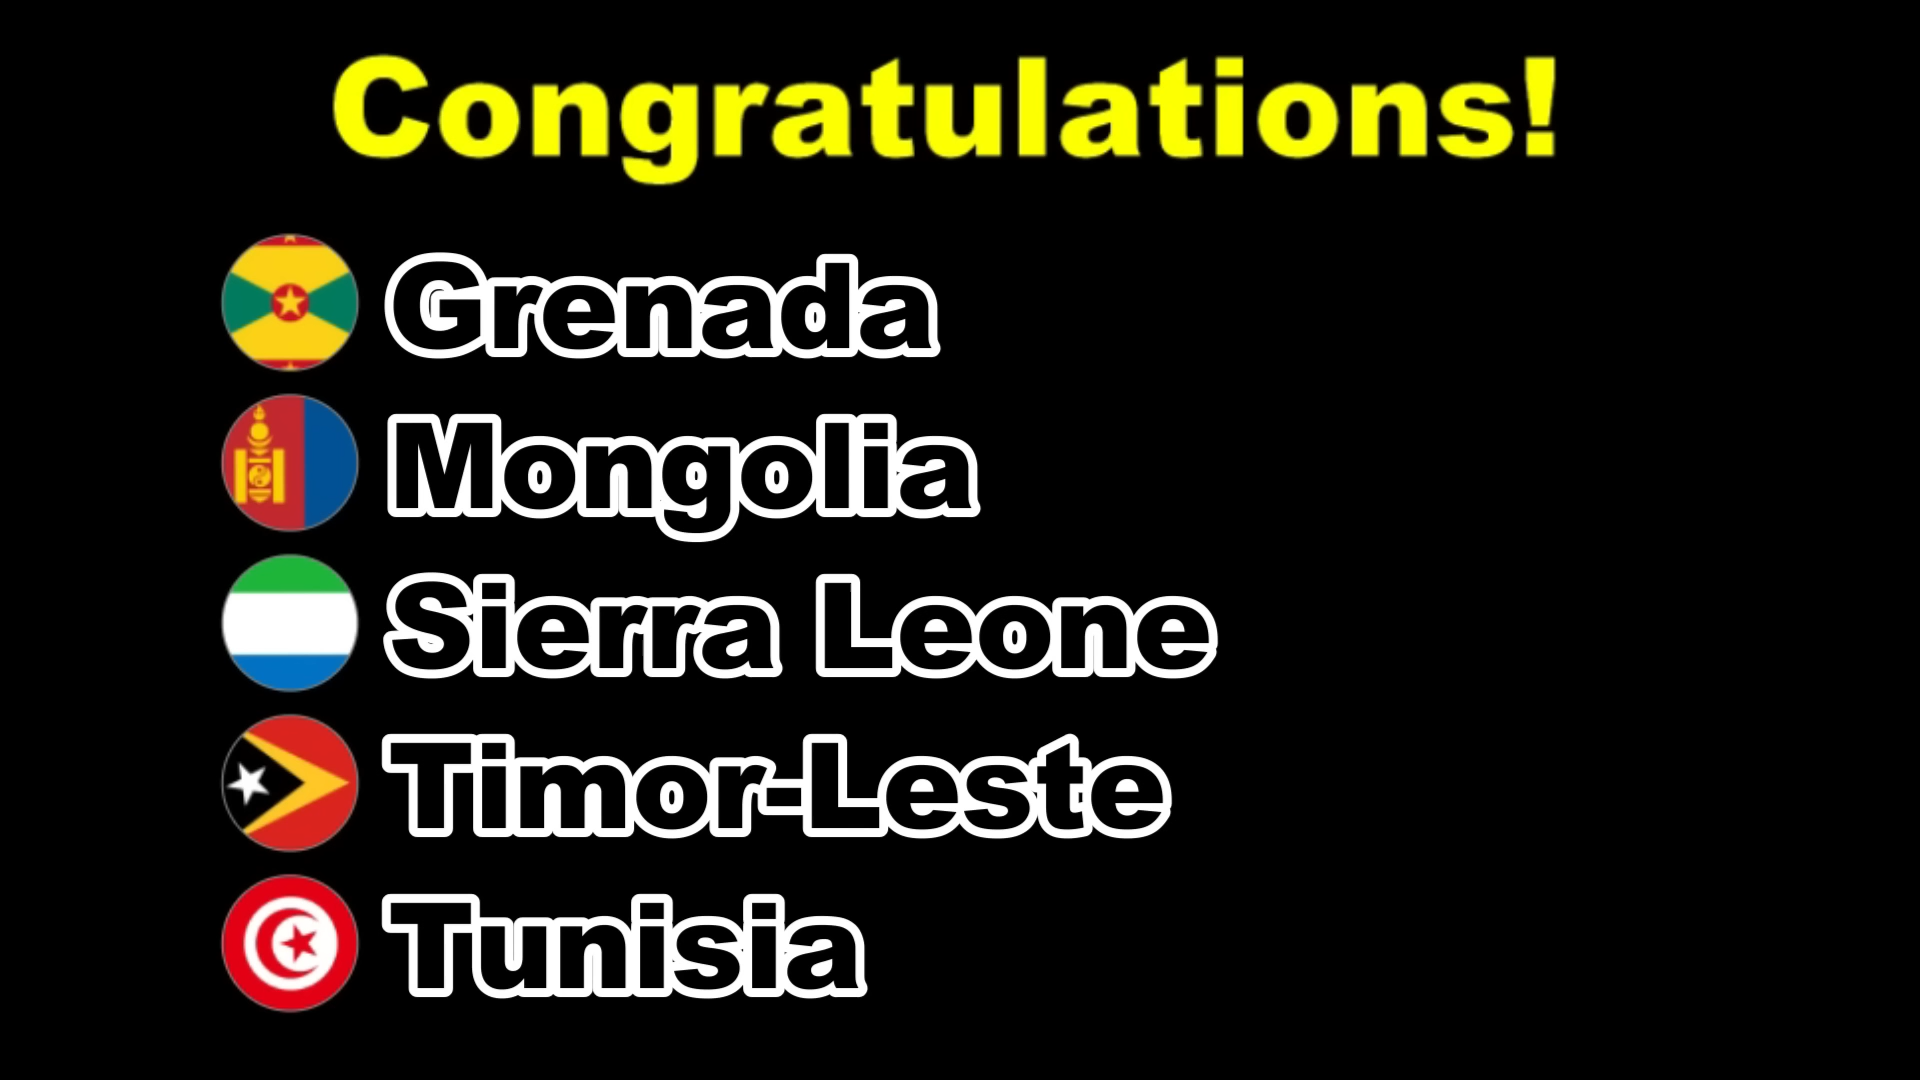 Congratulations!
Grenada
Mongolia
Sierra Leone
Timor-Leste
Tunisia